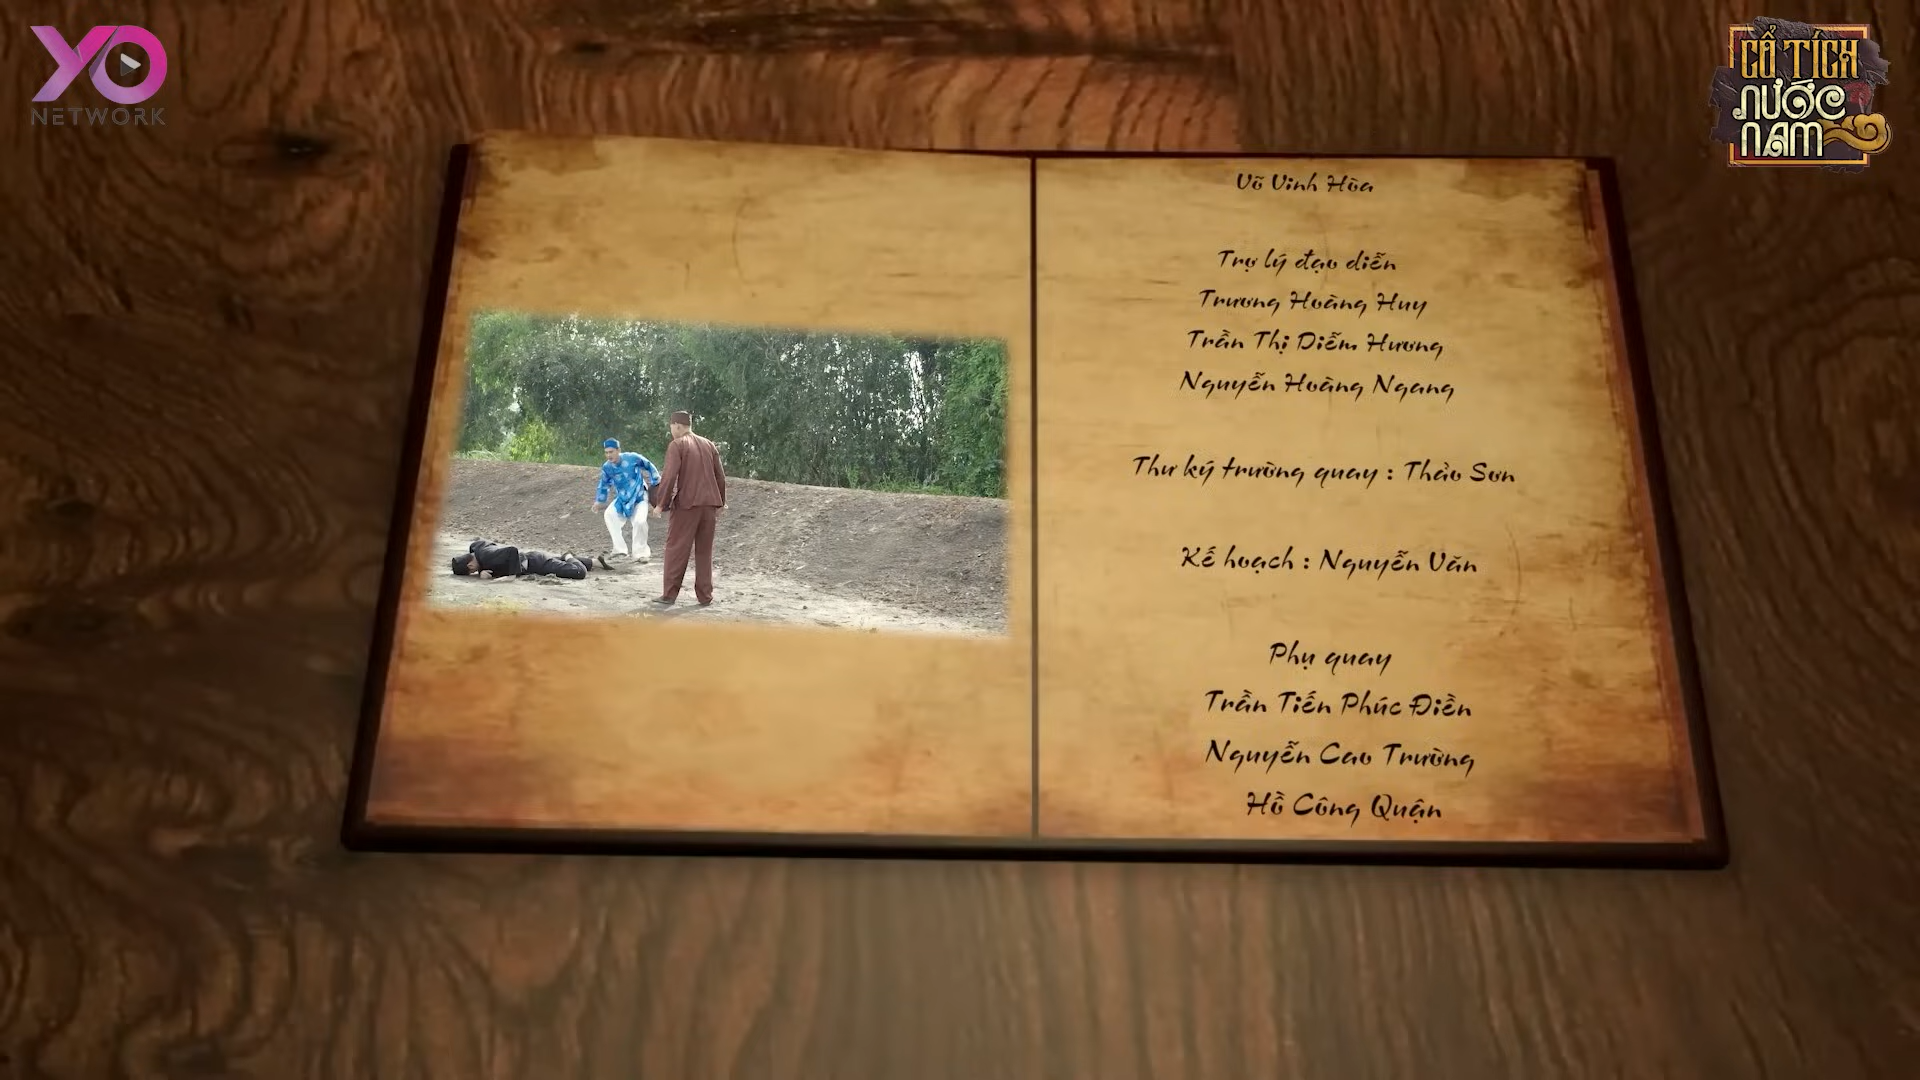 YO
NETWORK
CỔ TÍCH
NƯỚC
NAM
Võ Vinh Hòa
Trợ lý đạo diễn
Trương Hoàng Huy
Trần Thị Diễm Hương
Nguyễn Hoàng Ngang
Thư ký trường quay : Thảo Sơn
Kế hoạch : Nguyễn Văn
Phụ quay
Trần Tiến Phúc Điền
Nguyễn Cao Trường
Hồ Công Quận